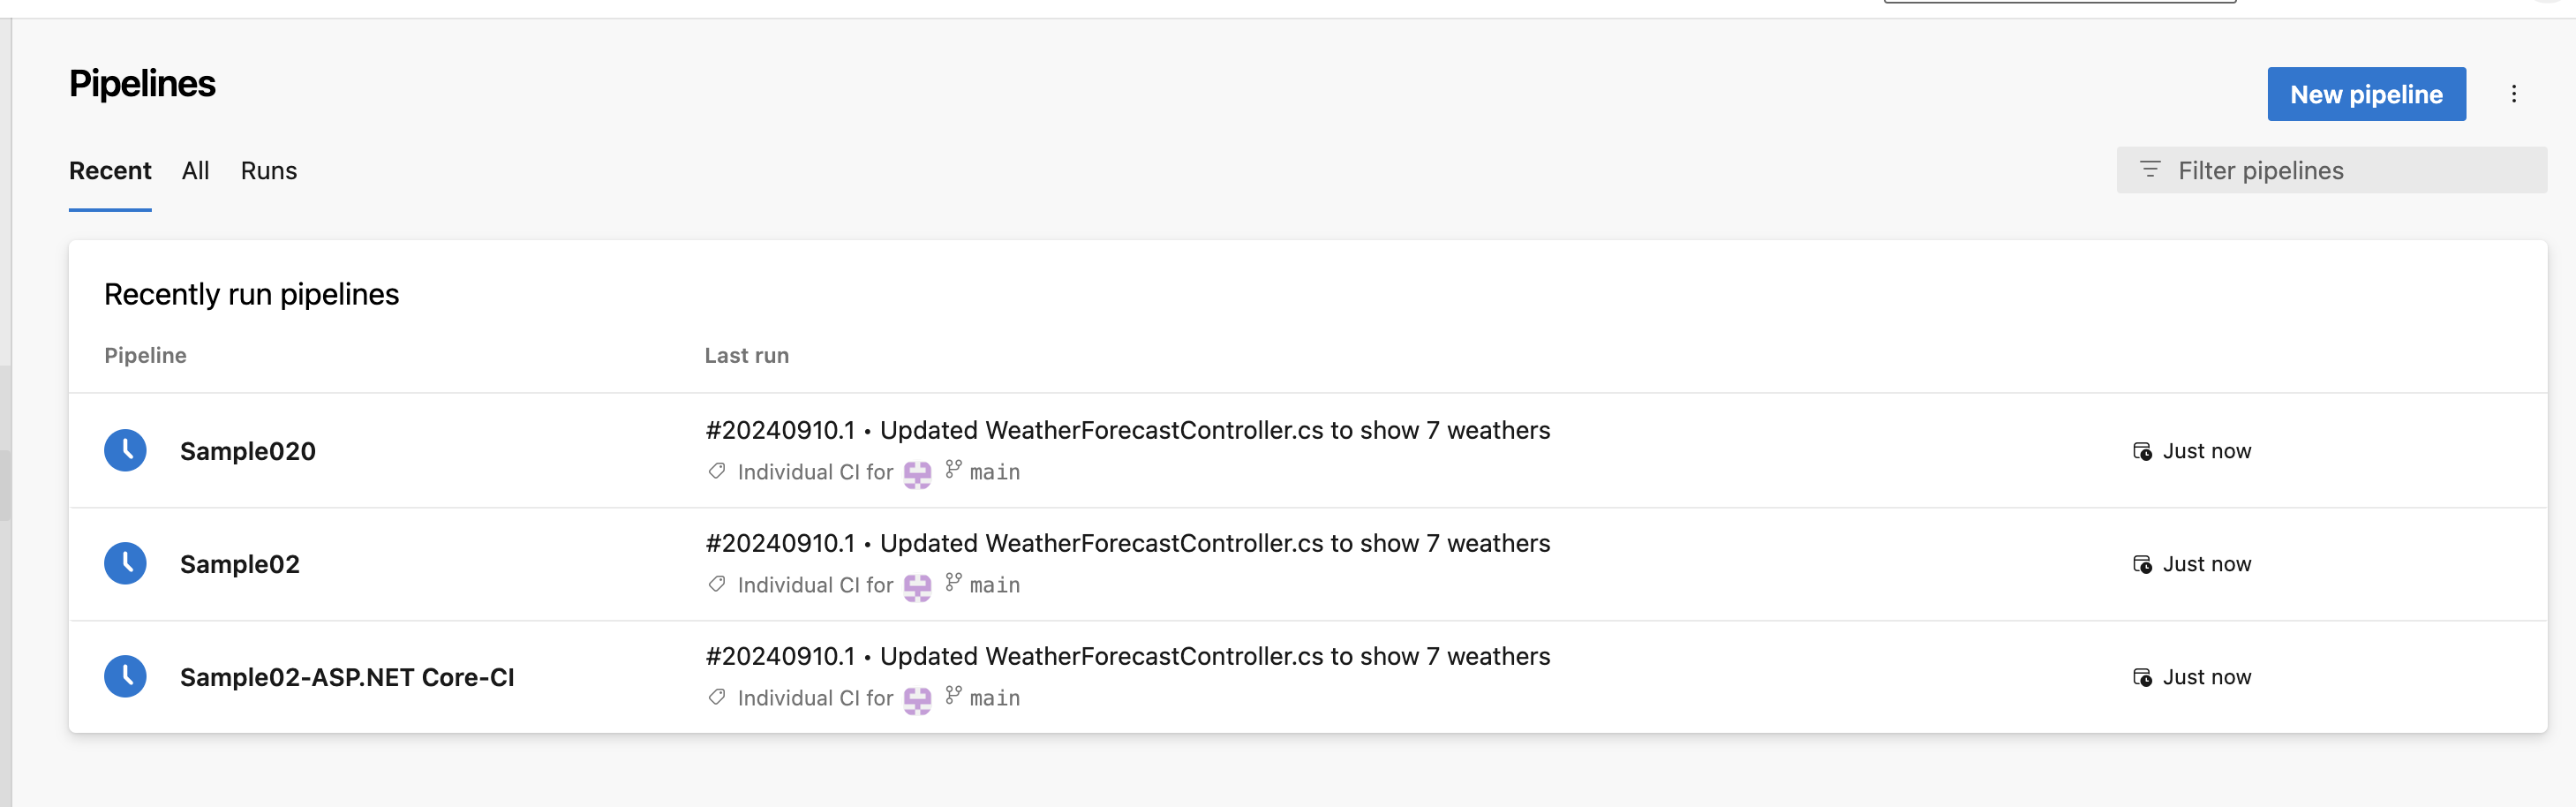 Pipelines
New pipeline
Recent All Runs
Filter pipelines
Recently run pipelines
Pipeline Last run
Sample020
#20240910.1 • Updated WeatherForecastController.cs to show 7 weathers
Individual CI for main
Just now
Sample02
#20240910.1 • Updated WeatherForecastController.cs to show 7 weathers
Individual CI for main
Just now
Sample02-ASP.NET Core-CI
#20240910.1 • Updated WeatherForecastController.cs to show 7 weathers
Individual CI for main
Just now